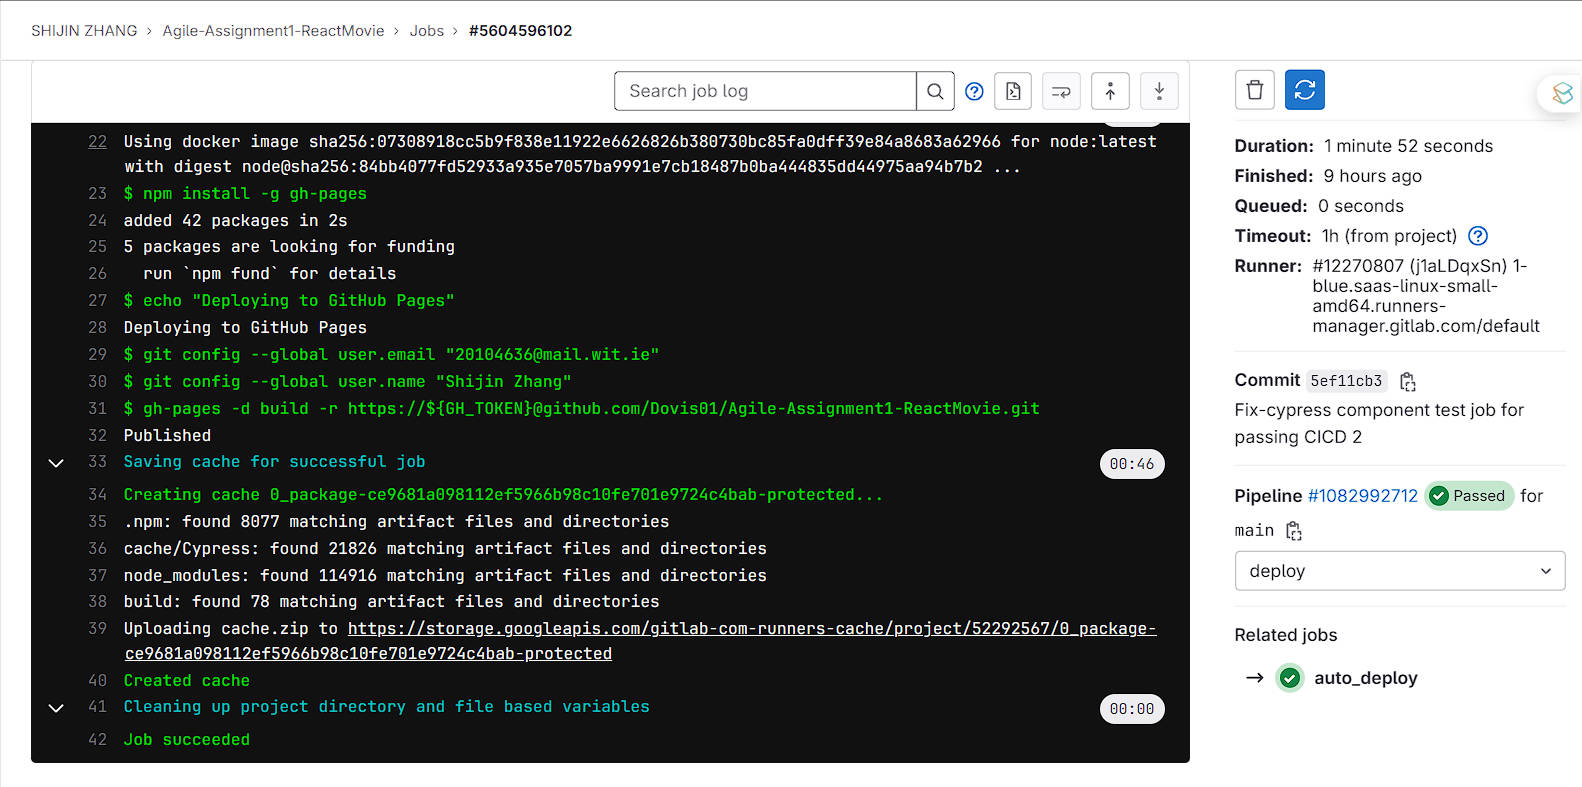 SHIJIN ZHANG › Agile-Assignment1-ReactMovie › Jobs › #5604596102
Search job log
22 Using docker image sha256:07308918cc5b9f838e11922e6626826b380730bc85fa0dff39e84a8683a62966 for node:latest
with digest node@sha256:84bb4077fd52933a935e7057ba9991e7cb18487b0ba444835dd44975aa94b7b2 ...
23 $ npm install -g gh-pages
24 added 42 packages in 2s
25 5 packages are looking for funding
26 run `npm fund` for details
27 $ echo "Deploying to GitHub Pages"
28 Deploying to GitHub Pages
29 $ git config --global user.email "20104636@mail.wit.ie"
30 $ git config --global user.name "Shijin Zhang"
31 $ gh-pages -d build -r https://${GH_TOKEN}@github.com/Dovis01/Agile-Assignment1-ReactMovie.git
32 Published
33 Saving cache for successful job 00:46
34 Creating cache 0_package-ce9681a098112ef5966b98c10fe701e9724c4bab-protected...
35 .npm: found 8077 matching artifact files and directories
36 cache/Cypress: found 21826 matching artifact files and directories
37 node_modules: found 114916 matching artifact files and directories
38 build: found 78 matching artifact files and directories
39 Uploading cache.zip to https://storage.googleapis.com/gitlab-com-runners-cache/project/52292567/0_package-
ce9681a098112ef5966b98c10fe701e9724c4bab-protected
40 Created cache
41 Cleaning up project directory and file based variables 00:00
42 Job succeeded
Duration: 1 minute 52 seconds
Finished: 9 hours ago
Queued: 0 seconds
Timeout: 1h (from project)
Runner: #12270807 (j1aLDqxSn) 1-
blue.saas-linux-small-
amd64.runners-
manager.gitlab.com/default
Commit 5ef11cb3
Fix-cypress component test job for
passing CICD 2
Pipeline #1082992712 Passed for
main
deploy
Related jobs
→ auto_deploy